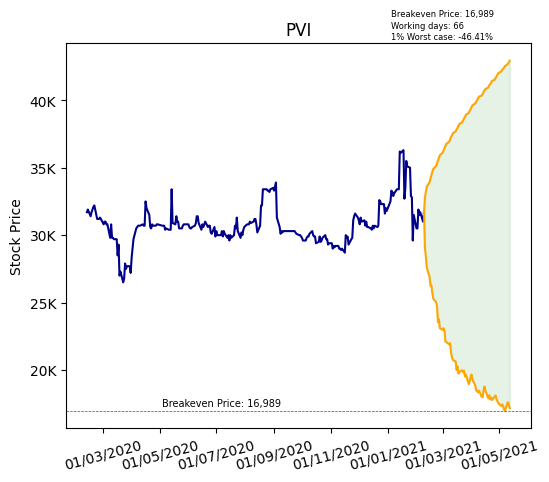 Breakeven Price: 16,989
Working days: 66
1% Worst case: -46.41%
PVI
Stock Price
40K
35K
30K
25K
20K
Breakeven Price: 16,989
01/03/2020
01/05/2020
01/07/2020
01/09/2020
01/11/2020
01/01/2021
01/03/2021
01/05/2021